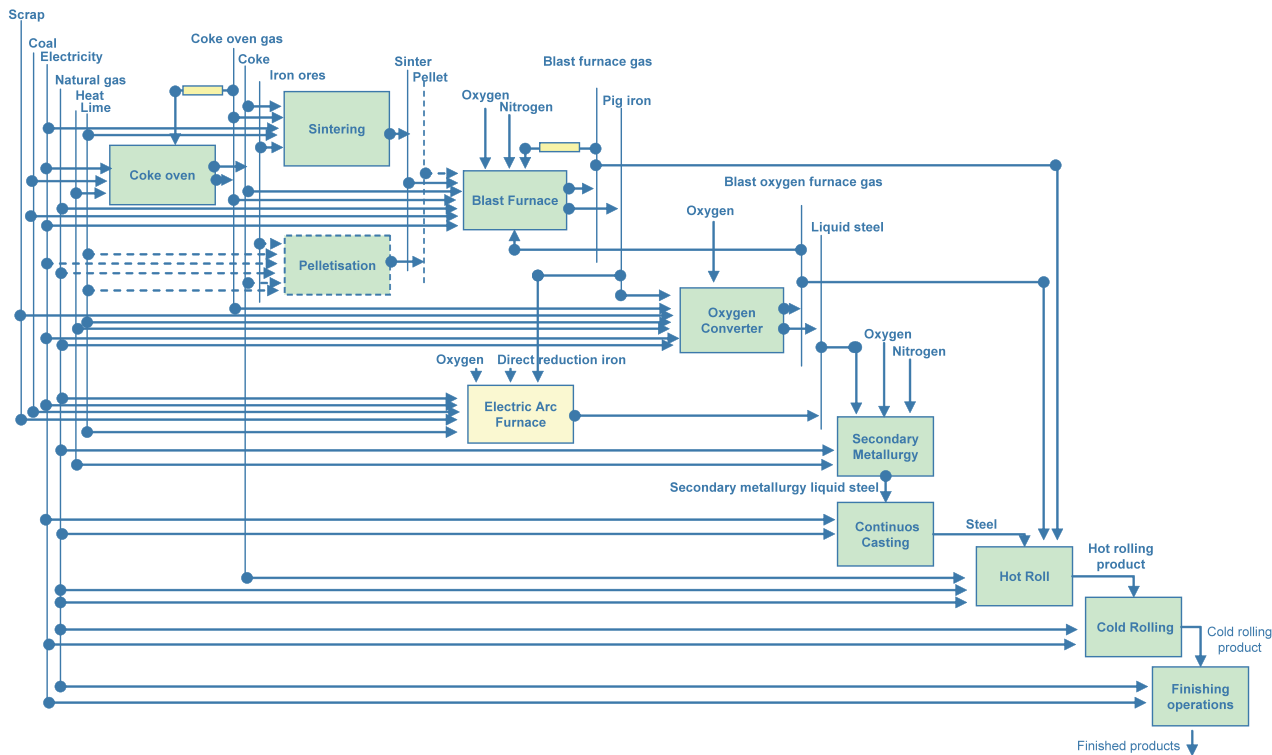 Scrap
Coal
Electricity
Natural gas
Heat
Lime
Coke oven gas
Coke
Iron ores
Sinter
Pellet
Blast furnace gas
Pig iron
Oxygen
Nitrogen
Sintering
Coke oven
Blast Furnace
Blast oxygen furnace gas
Oxygen
Liquid steel
Pelletisation
Oxygen
Converter
Oxygen
Nitrogen
Oxygen
Direct reduction iron
Electric Arc
Furnace
Secondary
Metallurgy
Secondary metallurgy liquid steel
Continuos
Casting
Steel
Hot Roll
Hot rolling
product
Cold Rolling
Cold rolling
product
Finishing
operations
Finished products